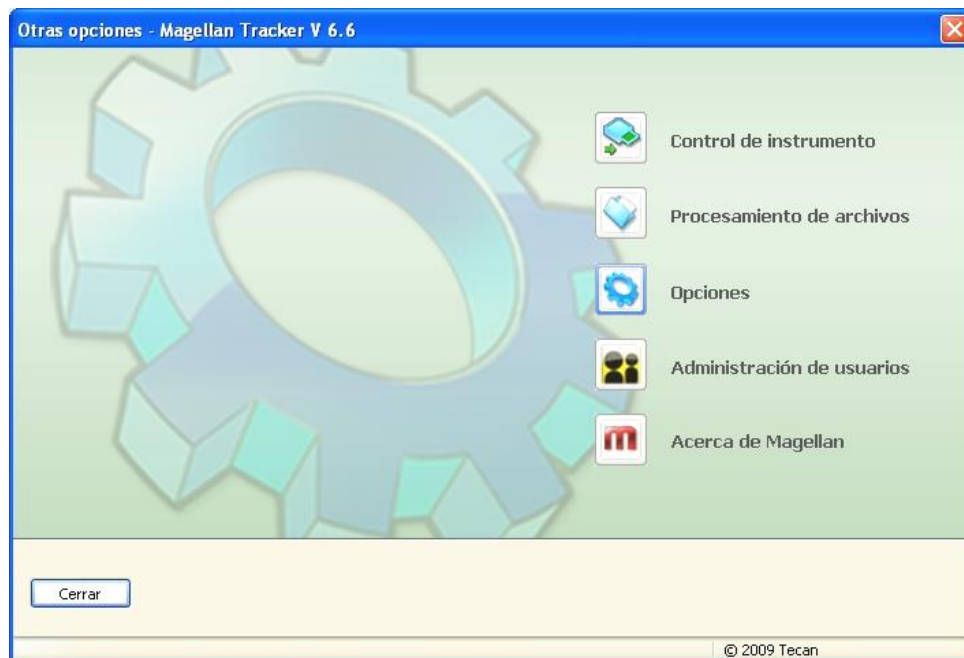 Otras opciones - Magellan Tracker V 6.6
Control de instrumento
Procesamiento de archivos
Opciones
Administración de usuarios
m
Acerca de Magellan
Cerrar
© 2009 Tecan